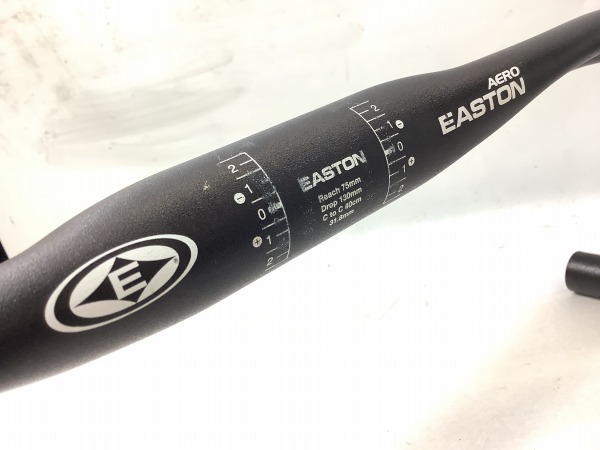 AERO
EASTON
2
1
0
1
2
EASTON
Reach 75mm
Drop 130mm
C to C 40cm
31.8mm
2
1
0
1
2
E